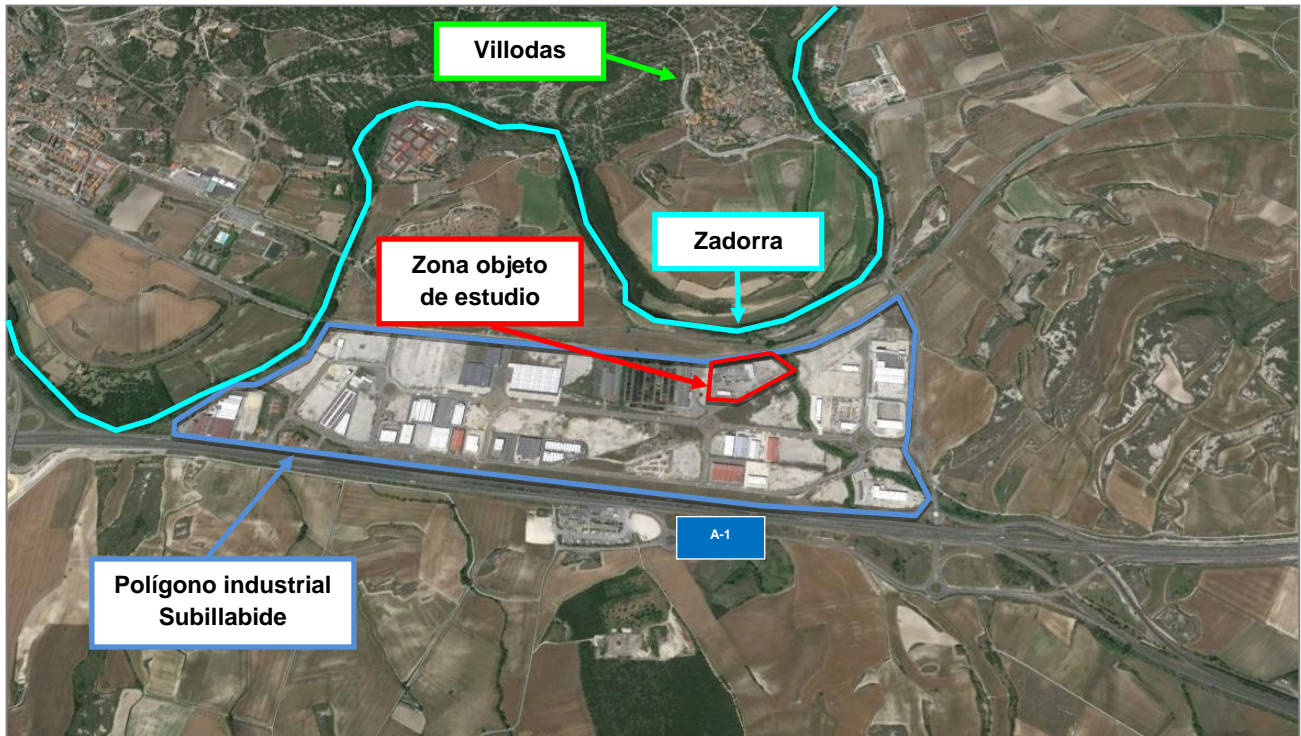 Villodas
Zadorra
Zona objeto
de estudio
A-1
Polígono industrial
Subillabide